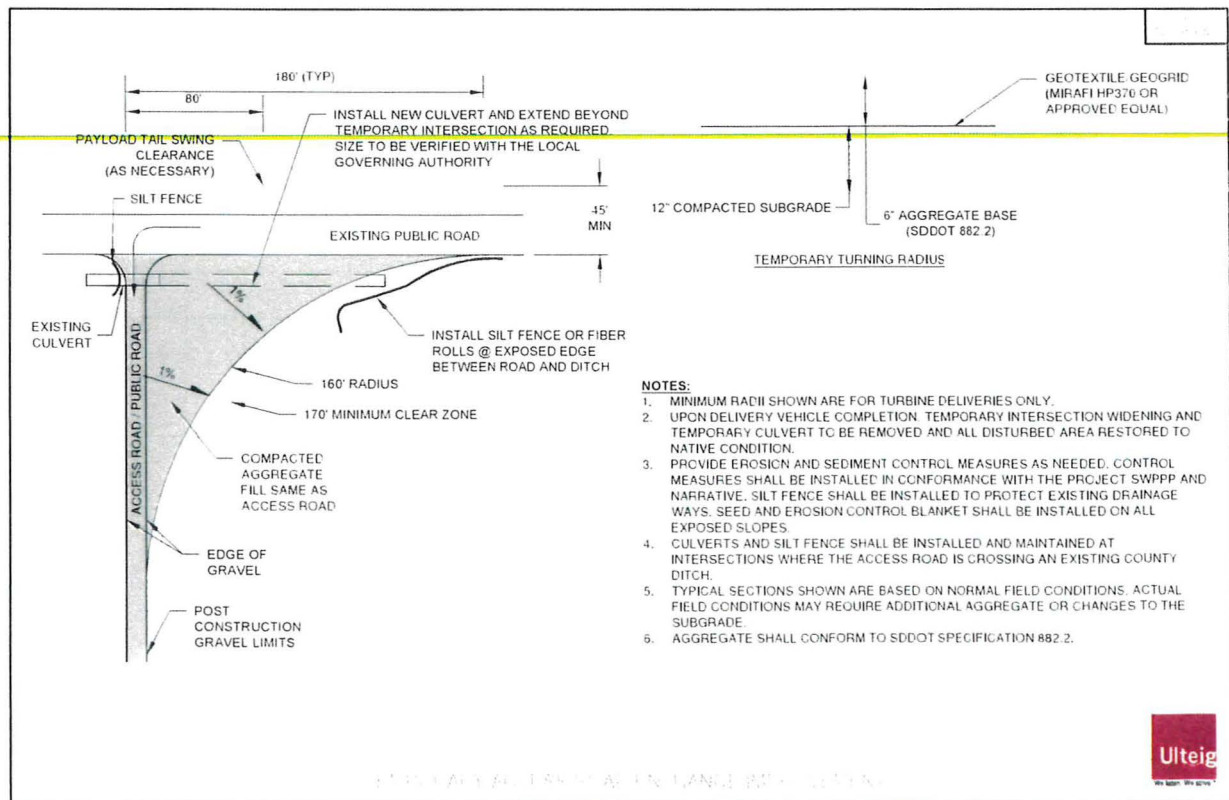 180' (TYP)
80'
INSTALL NEW CULVERT AND EXTEND BEYOND
TEMPORARY INTERSECTION AS REQUIRED.
SIZE TO BE VERIFIED WITH THE LOCAL
GOVERNING AUTHORITY
PAYLOAD TAIL SWING
CLEARANCE
(AS NECESSARY)
SILT FENCE
45'
MIN
EXISTING PUBLIC ROAD
EXISTING
CULVERT
1%
1%
ACCESS ROAD / PUBLIC ROAD
INSTALL SILT FENCE OR FIBER
ROLLS @ EXPOSED EDGE
BETWEEN ROAD AND DITCH
160' RADIUS
170' MINIMUM CLEAR ZONE
COMPACTED
AGGREGATE
FILL SAME AS
ACCESS ROAD
EDGE OF
GRAVEL
POST
CONSTRUCTION
GRAVEL LIMITS
GEOTEXTILE GEOGRID
(MIRAFI HP370 OR
APPROVED EQUAL)
12" COMPACTED SUBGRADE
6" AGGREGATE BASE
(SDDOT 882.2)
TEMPORARY TURNING RADIUS
NOTES:
1. MINIMUM RADII SHOWN ARE FOR TURBINE DELIVERIES ONLY.
2. UPON DELIVERY VEHICLE COMPLETION, TEMPORARY INTERSECTION WIDENING AND
TEMPORARY CULVERT TO BE REMOVED AND ALL DISTURBED AREA RESTORED TO
NATIVE CONDITION.
3. PROVIDE EROSION AND SEDIMENT CONTROL MEASURES AS NEEDED. CONTROL
MEASURES SHALL BE INSTALLED IN CONFORMANCE WITH THE PROJECT SWPPP AND
NARRATIVE. SILT FENCE SHALL BE INSTALLED TO PROTECT EXISTING DRAINAGE
WAYS. SEED AND EROSION CONTROL BLANKET SHALL BE INSTALLED ON ALL
EXPOSED SLOPES.
4. CULVERTS AND SILT FENCE SHALL BE INSTALLED AND MAINTAINED AT
INTERSECTIONS WHERE THE ACCESS ROAD IS CROSSING AN EXISTING COUNTY
DITCH.
5. TYPICAL SECTIONS SHOWN ARE BASED ON NORMAL FIELD CONDITIONS. ACTUAL
FIELD CONDITIONS MAY REQUIRE ADDITIONAL AGGREGATE OR CHANGES TO THE
SUBGRADE.
6. AGGREGATE SHALL CONFORM TO SDDOT SPECIFICATION 882.2.
Ulteig
We listen. We solve.